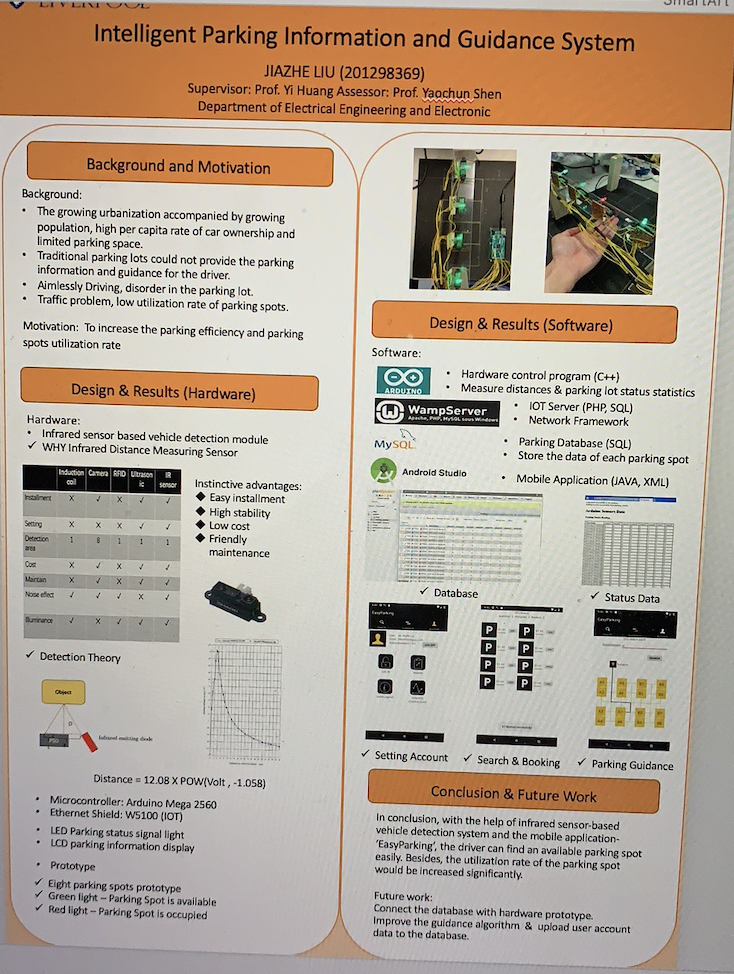 LIVERPOOL
SmartArt
Intelligent Parking Information and Guidance System
JIAZHE LIU (201298369)
Supervisor: Prof. Yi Huang Assessor: Prof. Yaochun Shen
Department of Electrical Engineering and Electronic
Background and Motivation
Background:
• The growing urbanization accompanied by growing
population, high per capita rate of car ownership and
limited parking space.
• Traditional parking lots could not provide the parking
information and guidance for the driver.
• Aimlessly Driving, disorder in the parking lot.
• Traffic problem, low utilization rate of parking spots.
Motivation: To increase the parking efficiency and parking
spots utilization rate
Design & Results (Hardware)
Hardware:
• Infrared sensor based vehicle detection module
✓ WHY Infrared Distance Measuring Sensor
Induction coil Camera RFID Ultrasonic IR sensor
Installment X √ X √ √
Setting X X X √ √
Detection area 1 8 1 1 1
Cost X √ X √ √
Maintain X √ X √ √
Noise effect √ √ √ X √
Illuminance √ X √ √ √
Instinctive advantages:
◆ Easy installment
◆ High stability
◆ Low cost
◆ Friendly
maintenance
✓ Detection Theory
Object
D
PSD
Infrared emitting diode
Distance = 12.08 X POW(Volt , -1.058)
• Microcontroller: Arduino Mega 2560
• Ethernet Shield: W5100 (IOT)
• LED Parking status signal light
• LCD parking information display
• Prototype
✓ Eight parking spots prototype
✓ Green light – Parking Spot is available
✓ Red light – Parking Spot is occupied
Design & Results (Software)
Software:
ARDUINO
• Hardware control program (C++)
• Measure distances & parking lot status statistics
WampServer
Apache, PHP, MySQL sous Windows
• IOT Server (PHP, SQL)
• Network Framework
MySQL
• Parking Database (SQL)
• Store the data of each parking spot
Android Studio
• Mobile Application (JAVA, XML)
Arduino Sensor Data
✓ Database
✓ Status Data
EasyParking
P P
P P
P P
P P
EasyParking
✓ Setting Account
✓ Search & Booking
✓ Parking Guidance
Conclusion & Future Work
In conclusion, with the help of infrared sensor-based
vehicle detection system and the mobile application-
'EasyParking', the driver can find an available parking spot
easily. Besides, the utilization rate of the parking spot
would be increased significantly.
Future work:
Connect the database with hardware prototype.
Improve the guidance algorithm & upload user account
data to the database.